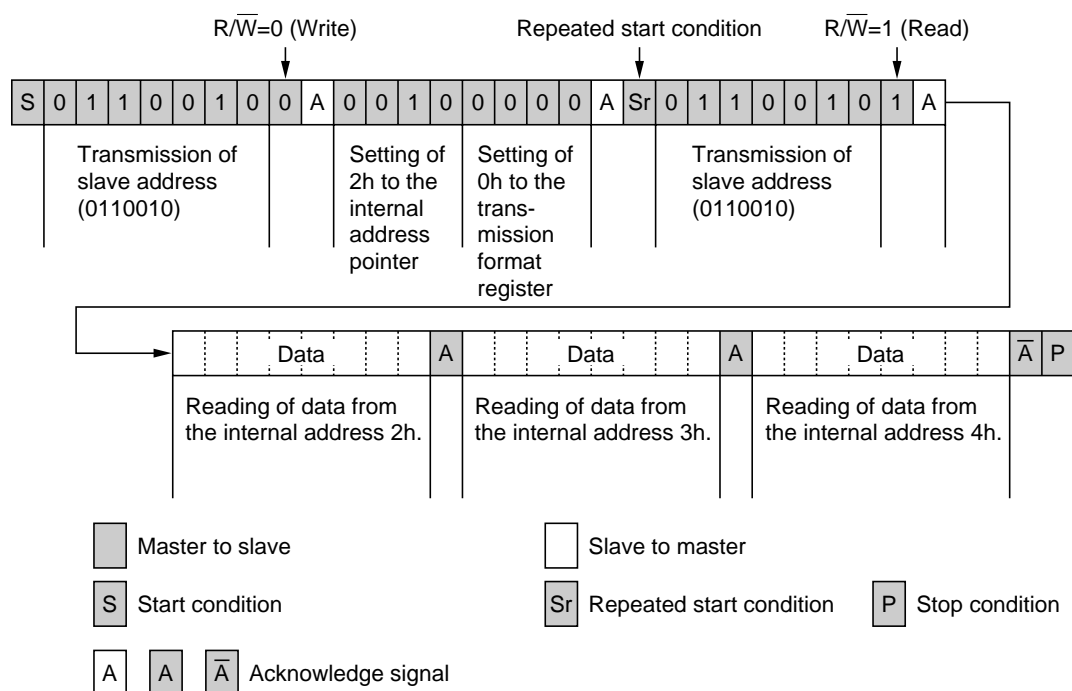 R/W̅=0 (Write) Repeated start condition R/W̅=1 (Read)
S 0 1 1 0 0 1 0 0 A 0 0 1 0 0 0 0 0 A Sr 0 1 1 0 0 1 0 1 A
Transmission of
slave address
(0110010)
Setting of
2h to the
internal
address
pointer
Setting of
0h to the
trans-
mission
format
register
Transmission of
slave address
(0110010)
Data A Data A Data A̅ P
Reading of data from
the internal address 2h.
Reading of data from
the internal address 3h.
Reading of data from
the internal address 4h.
Master to slave
Slave to master
S Start condition
Sr Repeated start condition
P Stop condition
A A A̅ Acknowledge signal